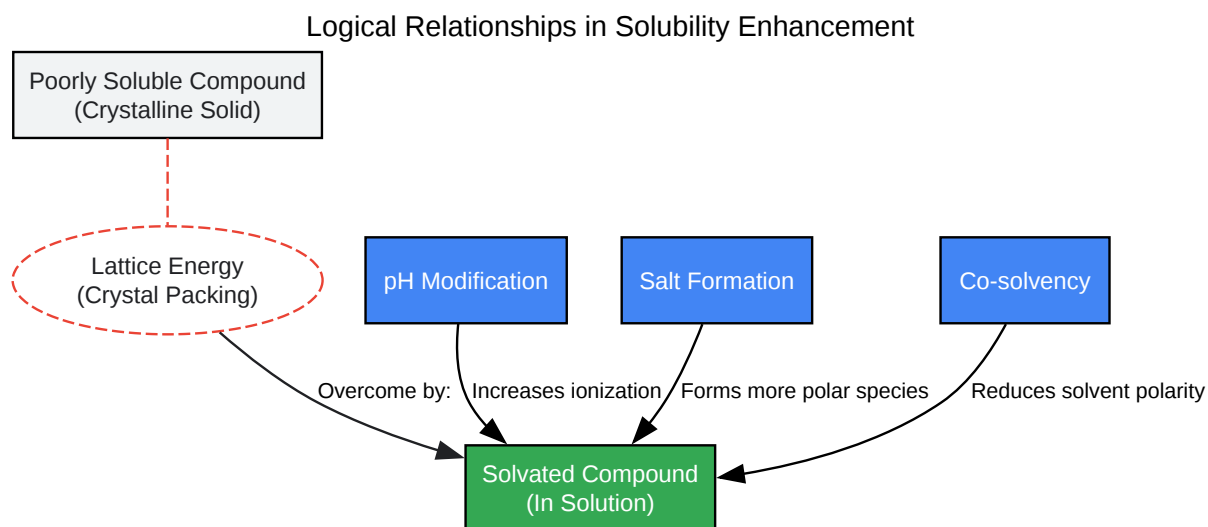 Logical Relationships in Solubility Enhancement
Poorly Soluble Compound
(Crystalline Solid)
Lattice Energy
(Crystal Packing)
pH Modification
Salt Formation
Co-solvency
Overcome by:
Increases ionization
Forms more polar species
Reduces solvent polarity
Solvated Compound
(In Solution)